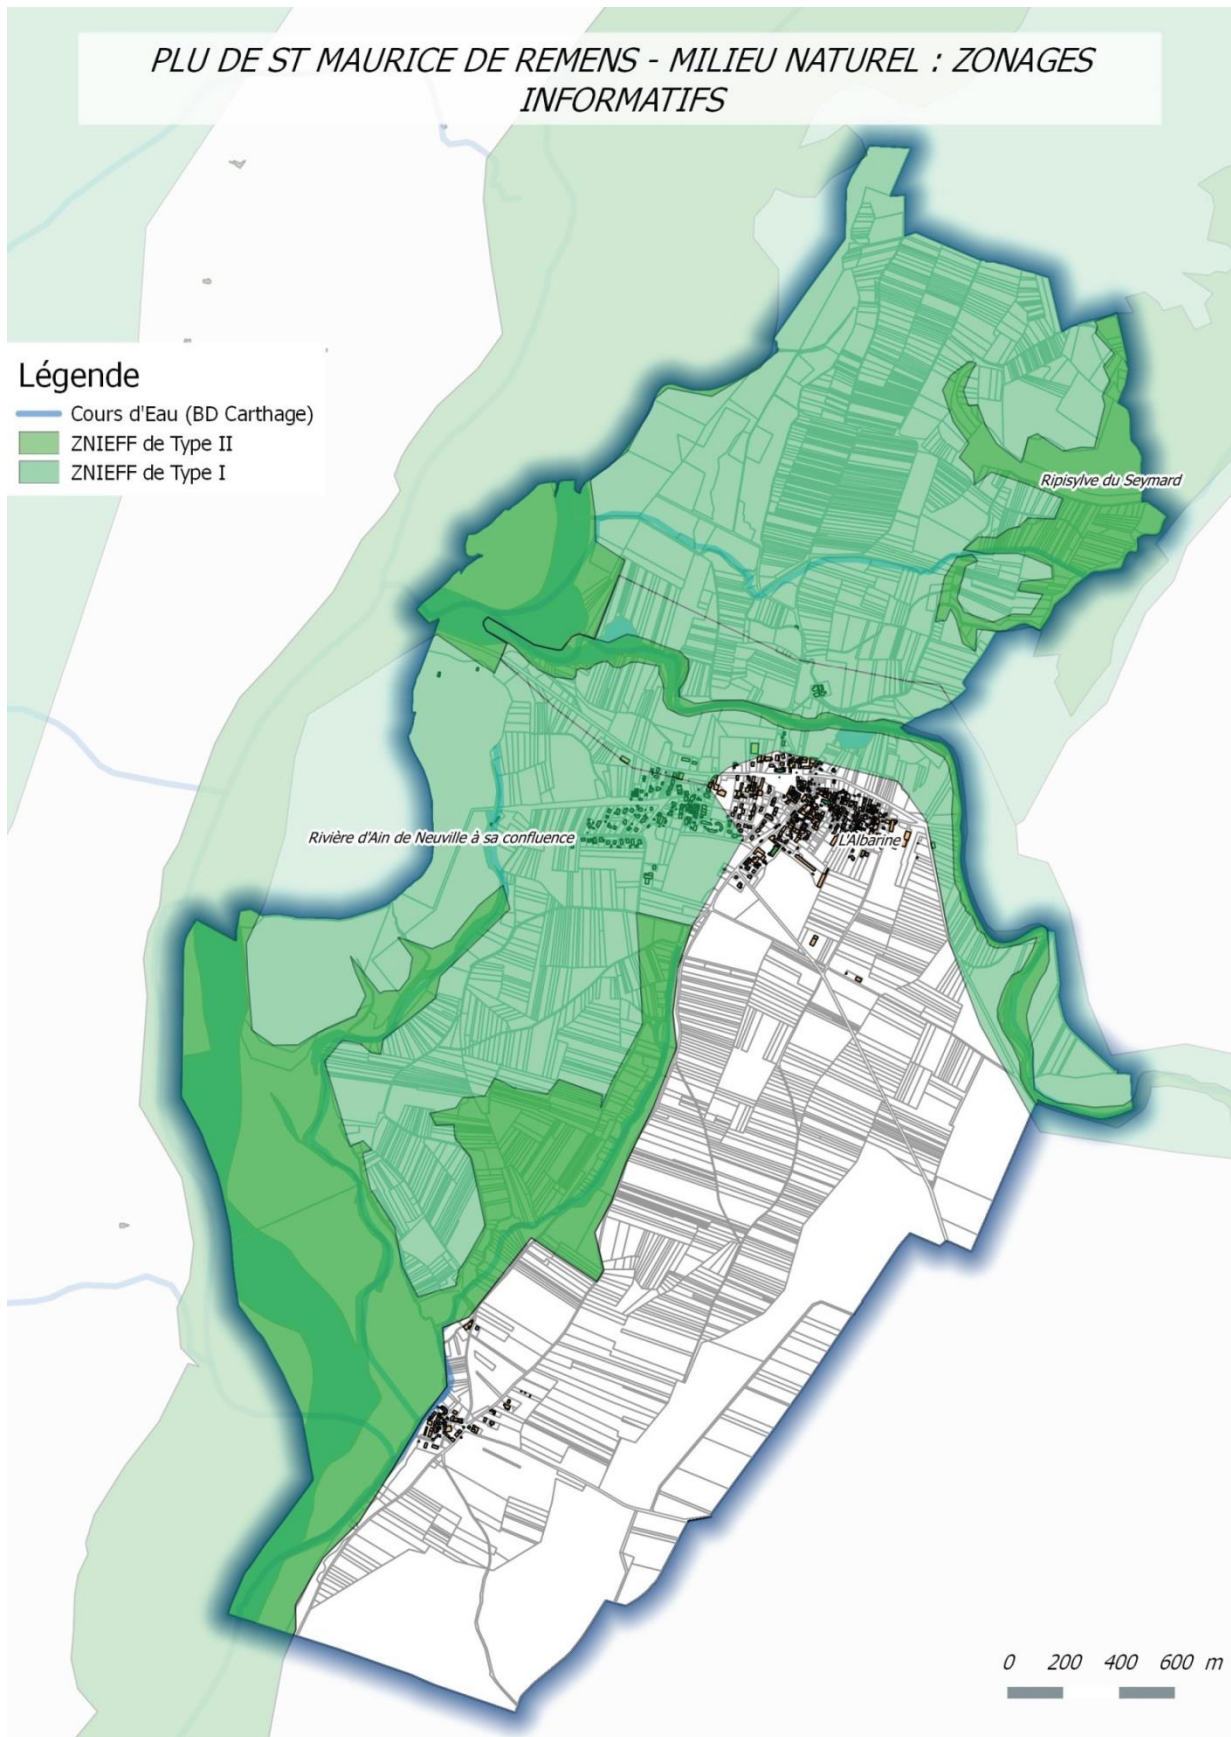 PLU DE ST MAURICE DE REMENS - MILIEU NATUREL : ZONAGES
INFORMATIFS
Légende
Cours d'Eau (BD Carthage)
ZNIEFF de Type II
ZNIEFF de Type I
Ripisylve du Seymard
Rivière d'Ain de Neuville à sa confluence
L'Albarine
0 200 400 600 m